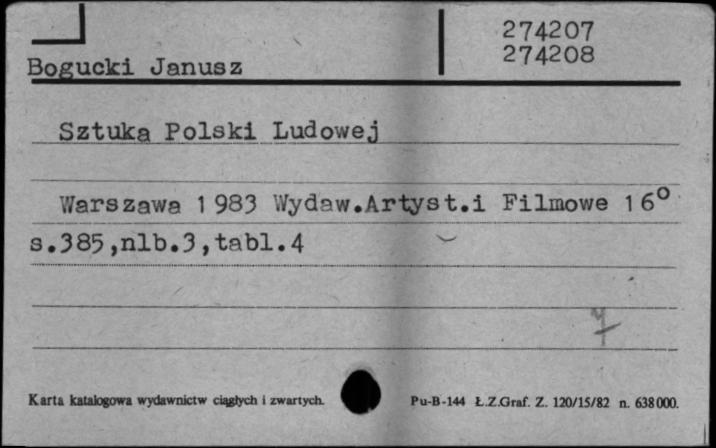 274207
274208
Bogucki Janusz
Sztuka Polski Ludowej
Warszawa 1983 Wydaw.Artyst.i Filmowe 16°
s.385,nlb.3,tabl.4
Karta katalogowa wydawnictw ciągłych i zwartych.
Pu-B-144 Ł.Z.Graf. Z. 120/15/82 n. 638000.